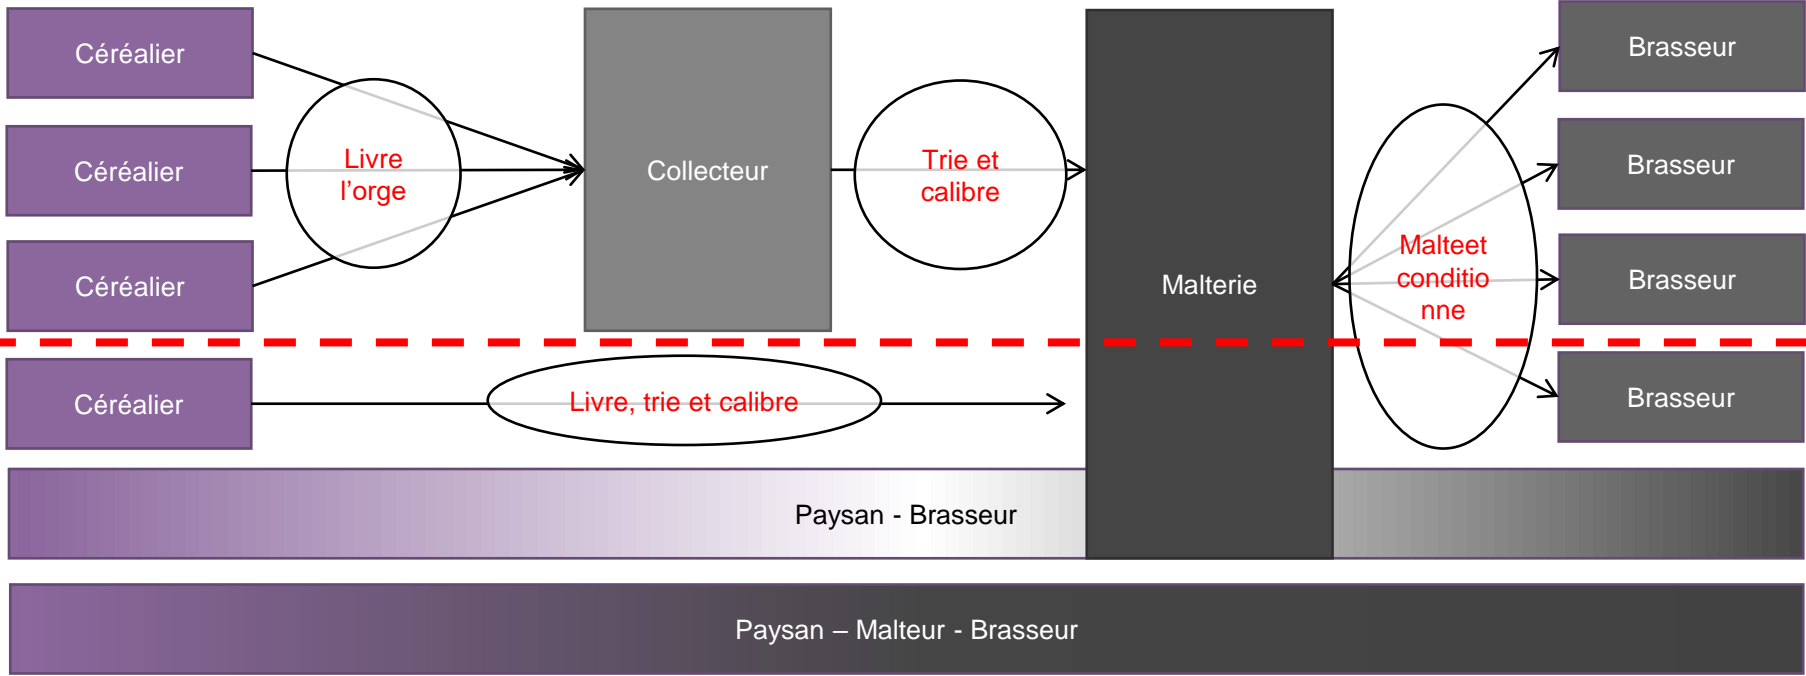 Céréalier
Céréalier
Céréalier
Livre
l'orge
Collecteur
Trie et
calibre
Malterie
Malteet
conditio
nne
Brasseur
Brasseur
Brasseur
Brasseur
Céréalier
Livre, trie et calibre
Paysan - Brasseur
Paysan – Malteur - Brasseur